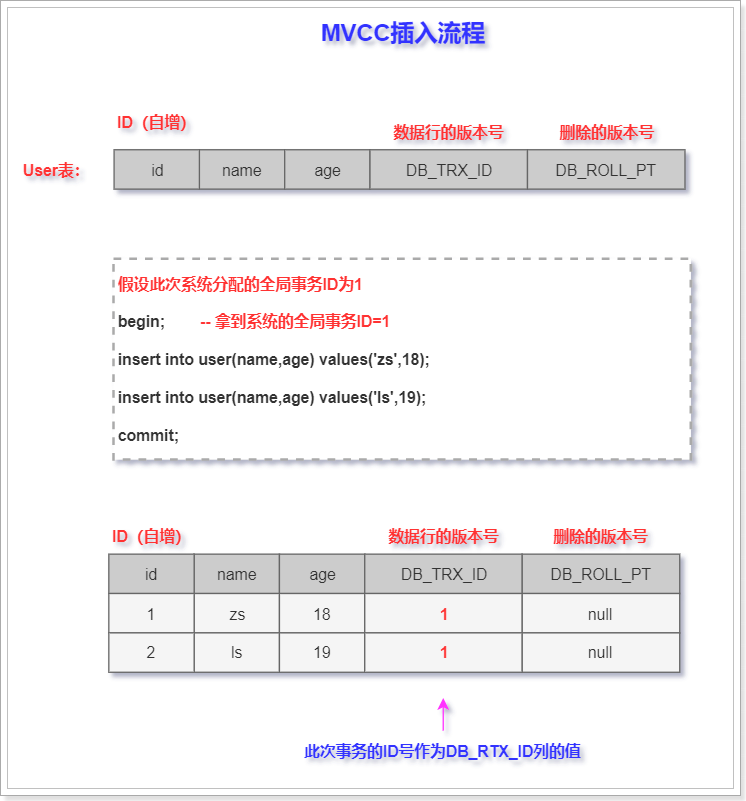 MVCC插入流程
ID（自增）
数据行的版本号 删除的版本号
User表：
id name age DB_TRX_ID DB_ROLL_PT
假设此次系统分配的全局事务ID为1
begin; -- 拿到系统的全局事务ID=1
insert into user(name,age) values('zs',18);
insert into user(name,age) values('ls',19);
commit;
ID（自增） 数据行的版本号 删除的版本号
id name age DB_TRX_ID DB_ROLL_PT
1 zs 18 1 null
2 ls 19 1 null
此次事务的ID号作为DB_RTX_ID列的值